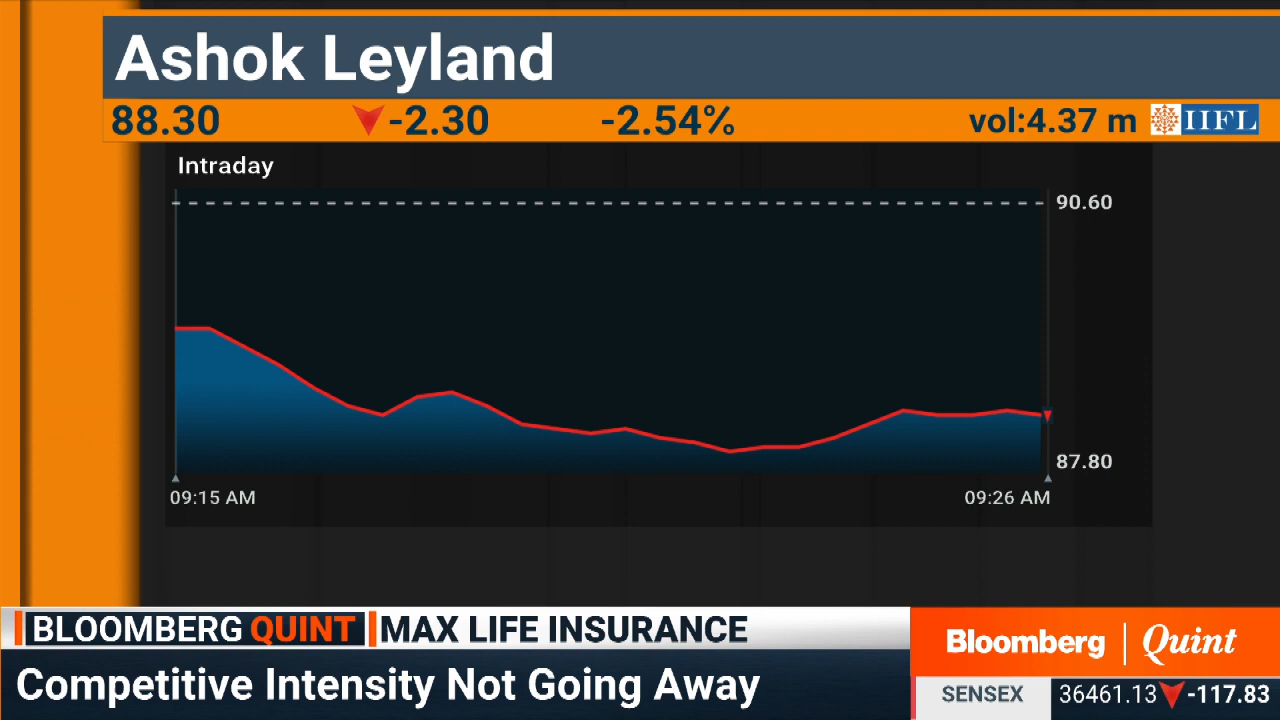 Ashok Leyland
88.30 -2.30 -2.54% vol:4.37 m IIFL
Intraday
90.60
87.80
09:15 AM 09:26 AM
BLOOMBERG QUINT MAX LIFE INSURANCE
Competitive Intensity Not Going Away
Bloomberg Quint
SENSEX 36461.13 -117.83